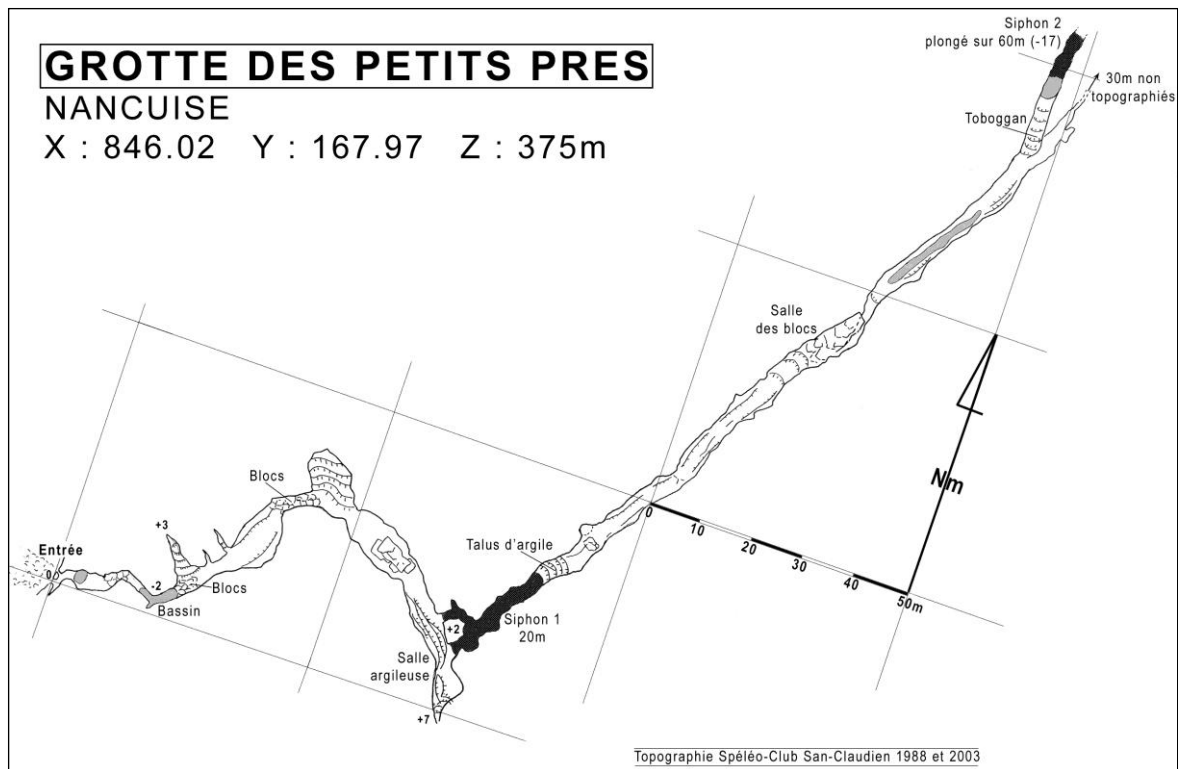 GROTTE DES PETITS PRES
NANCUISE
X : 846.02 Y : 167.97 Z : 375m
Siphon 2
plongé sur 60m (-17)
30m non
topographiés
Toboggan
Salle
des blocs
Nm
0
10
20
30
40
50m
Blocs
+3
Entrée
0
-2
Bassin
Blocs
Talus d'argile
Siphon 1
20m
+2
Salle
argileuse
+7
Topographie Spéléo-Club San-Claudien 1988 et 2003